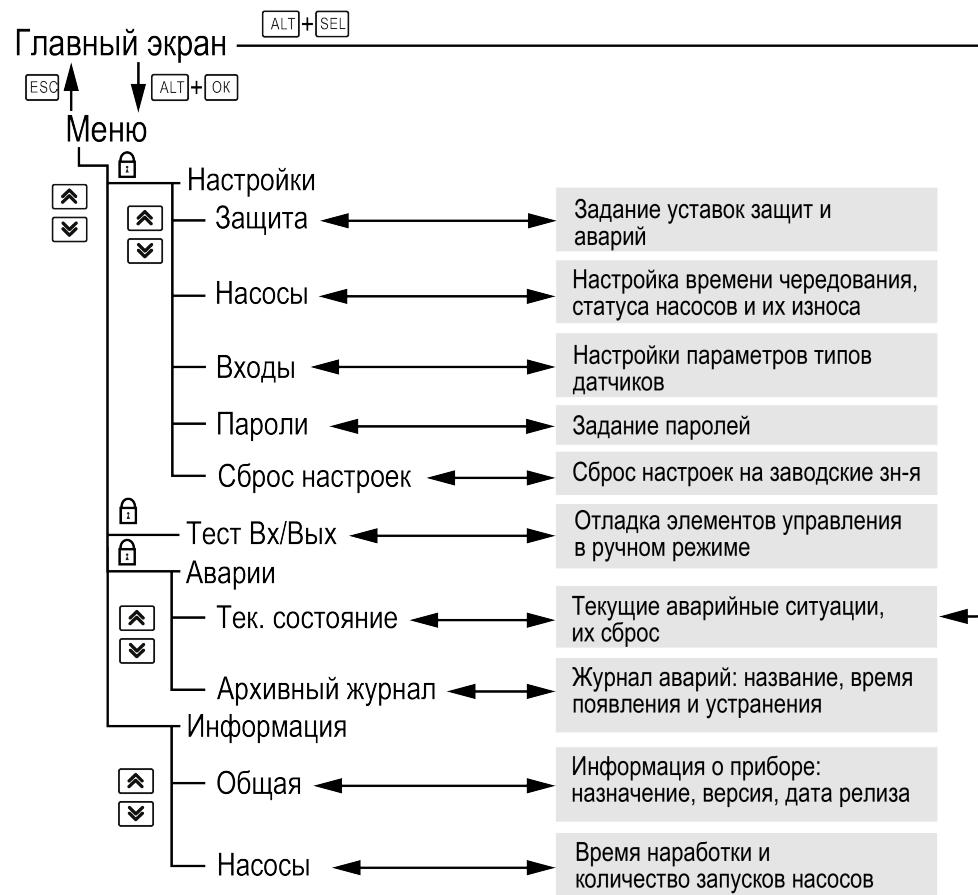 ALT+SEL
Главный экран
ESC
ALT+OK
Меню
Настройки
Защита
Задание уставок защит и
аварий
Насосы
Настройка времени чередования,
статуса насосов и их износа
Входы
Настройки параметров типов
датчиков
Пароли
Задание паролей
Сброс настроек
Сброс настроек на заводские зн-я
Тест Вх/Вых
Отладка элементов управления
в ручном режиме
Аварии
Тек. состояние
Текущие аварийные ситуации,
их сброс
Архивный журнал
Журнал аварий: название, время
появления и устранения
Информация
Общая
Информация о приборе:
назначение, версия, дата релиза
Насосы
Время наработки и
количество запусков насосов